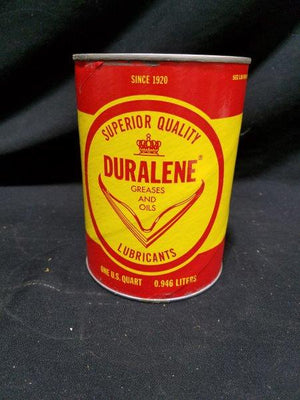 SINCE 1920
SUPERIOR QUALITY
DURALENE®
GREASES
AND
OILS
LUBRICANTS
ONE U.S. QUART 0.946 LITERS